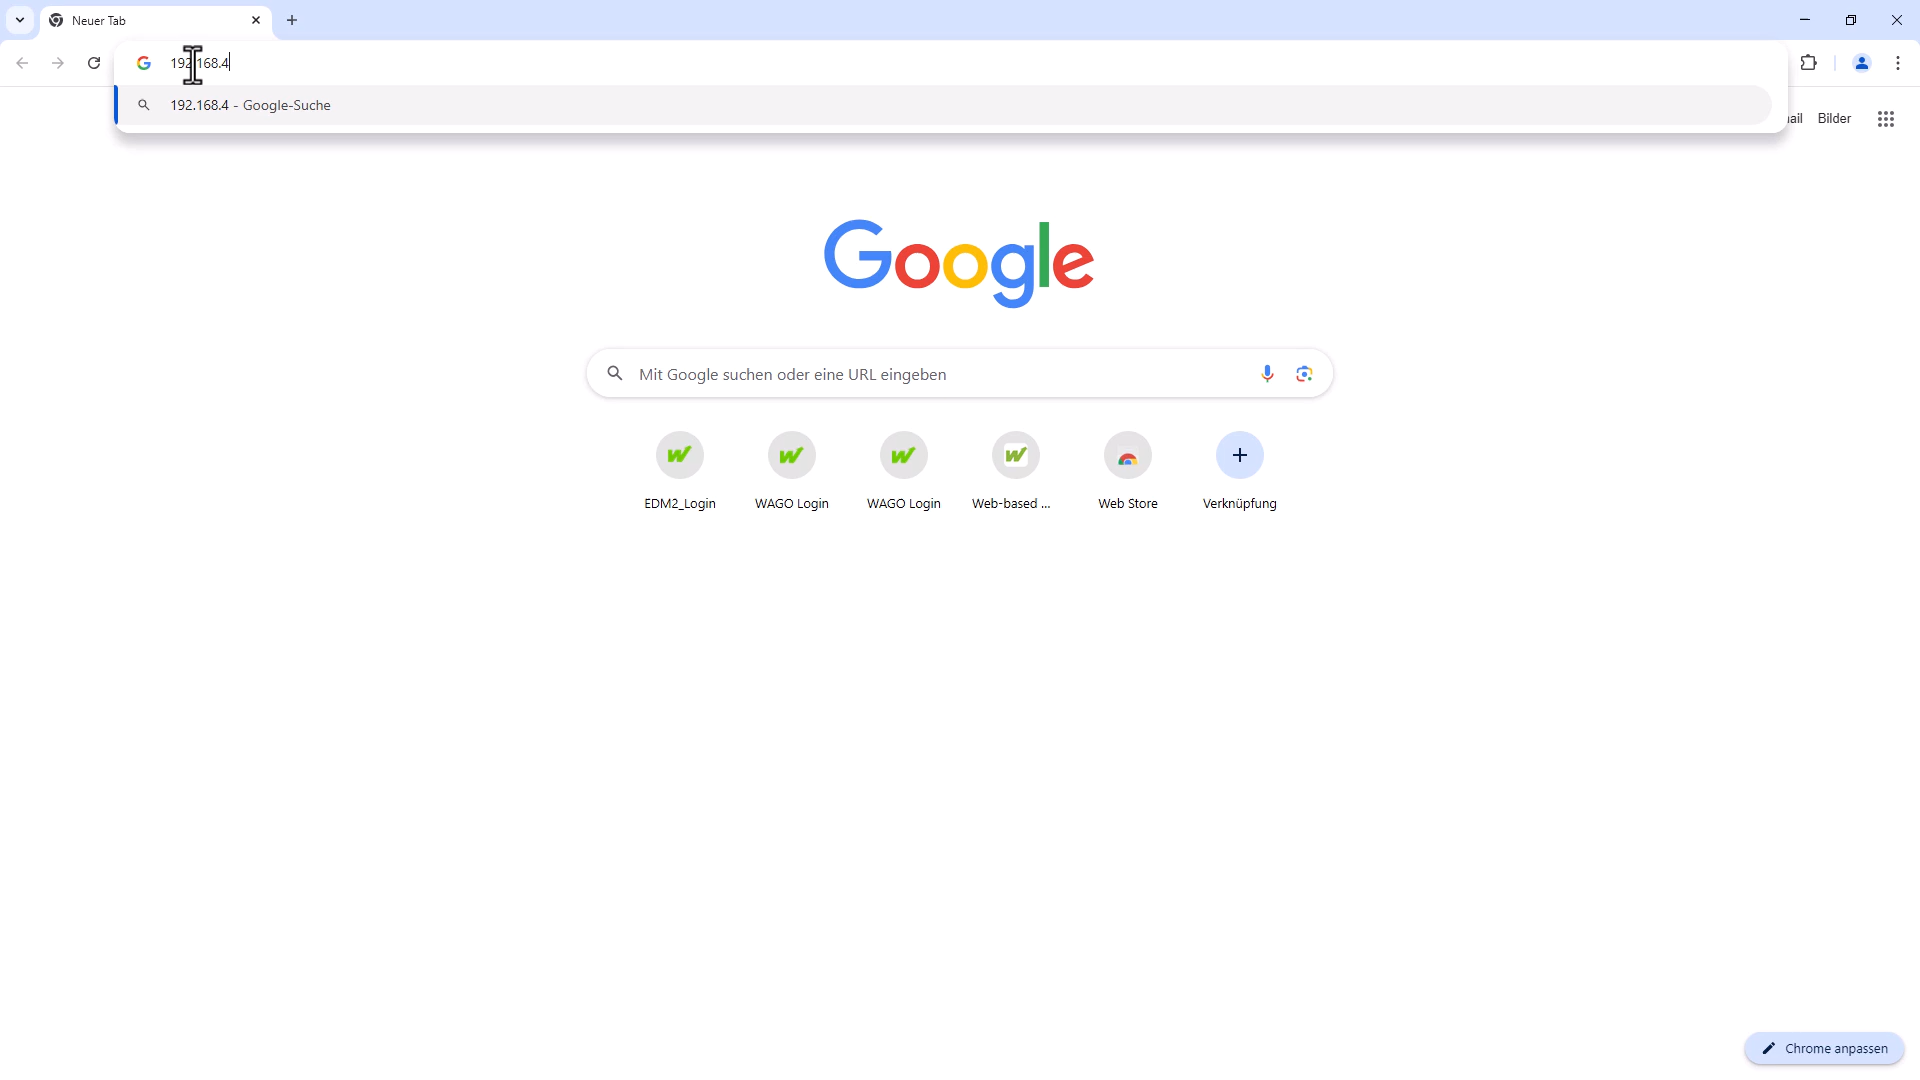 Neuer Tab
192.168.4
192.168.4 - Google-Suche
ail Bilder
Google
Mit Google suchen oder eine URL eingeben
EDM2_Login WAGO Login WAGO Login Web-based ... Web Store Verknüpfung
Chrome anpassen